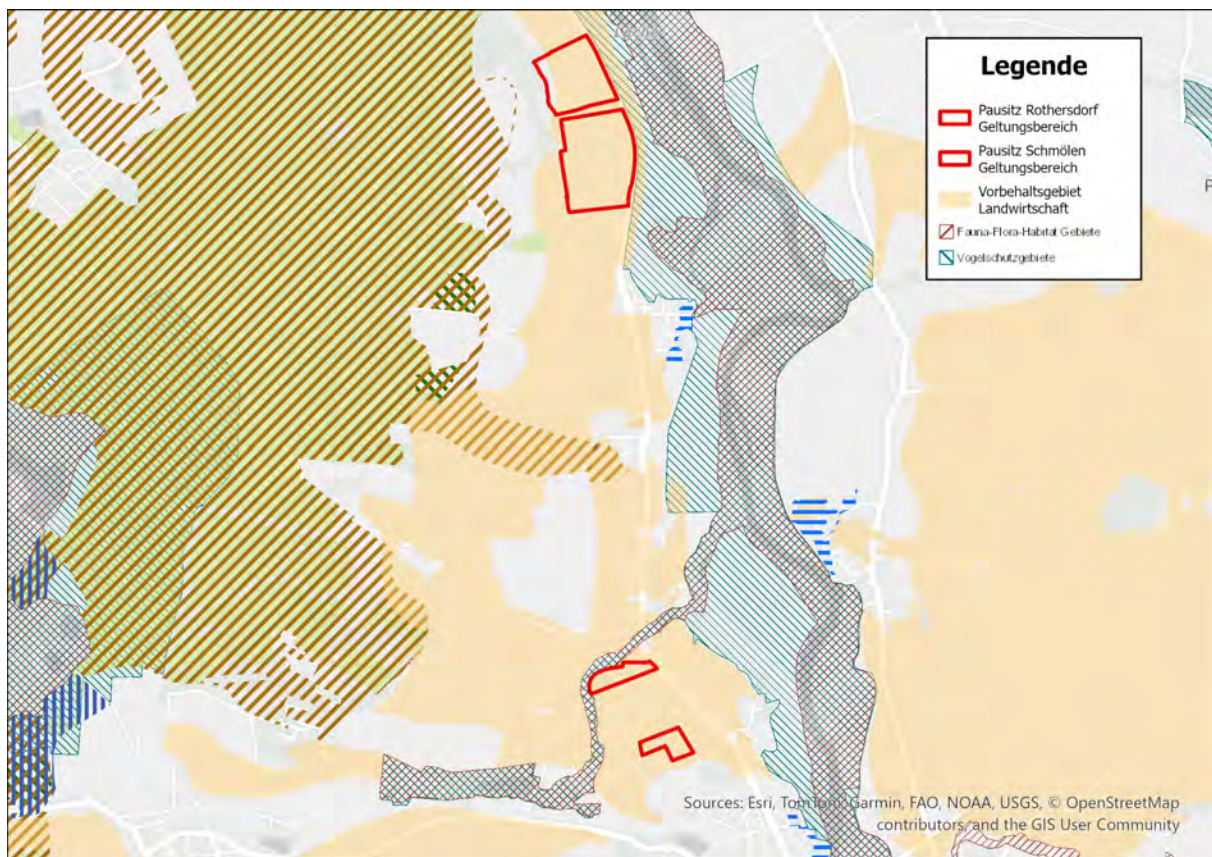 Legende
Pausitz Rothersdorf
Geltungsbereich
Pausitz Schmölen
Geltungsbereich
Vorbehaltsgebiet
Landwirtschaft
Fauna-Flora-Habitat Gebiete
Vogelschutzgebiete
P
Sources: Esri, TomTom, Garmin, FAO, NOAA, USGS, © OpenStreetMap
contributors, and the GIS User Community